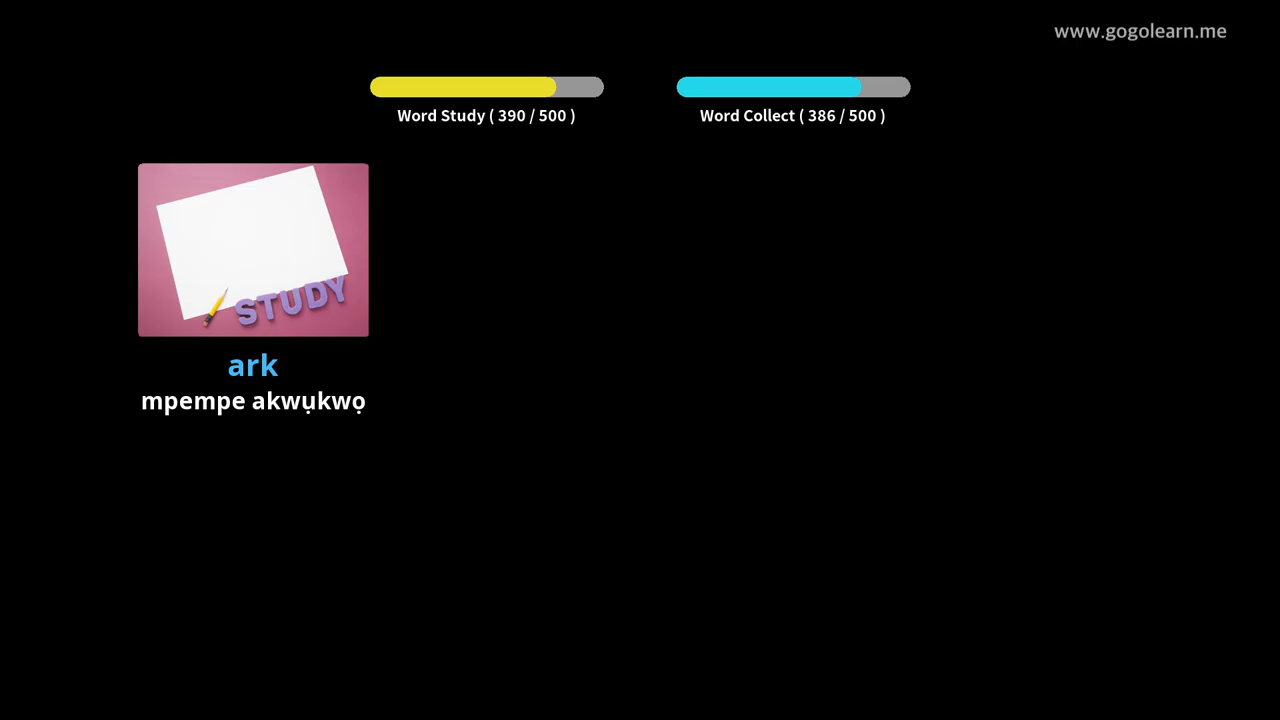 www.gogolearn.me
Word Study ( 390 / 500 )
Word Collect ( 386 / 500 )
STUDY
ark
mpempe akwụkwọ